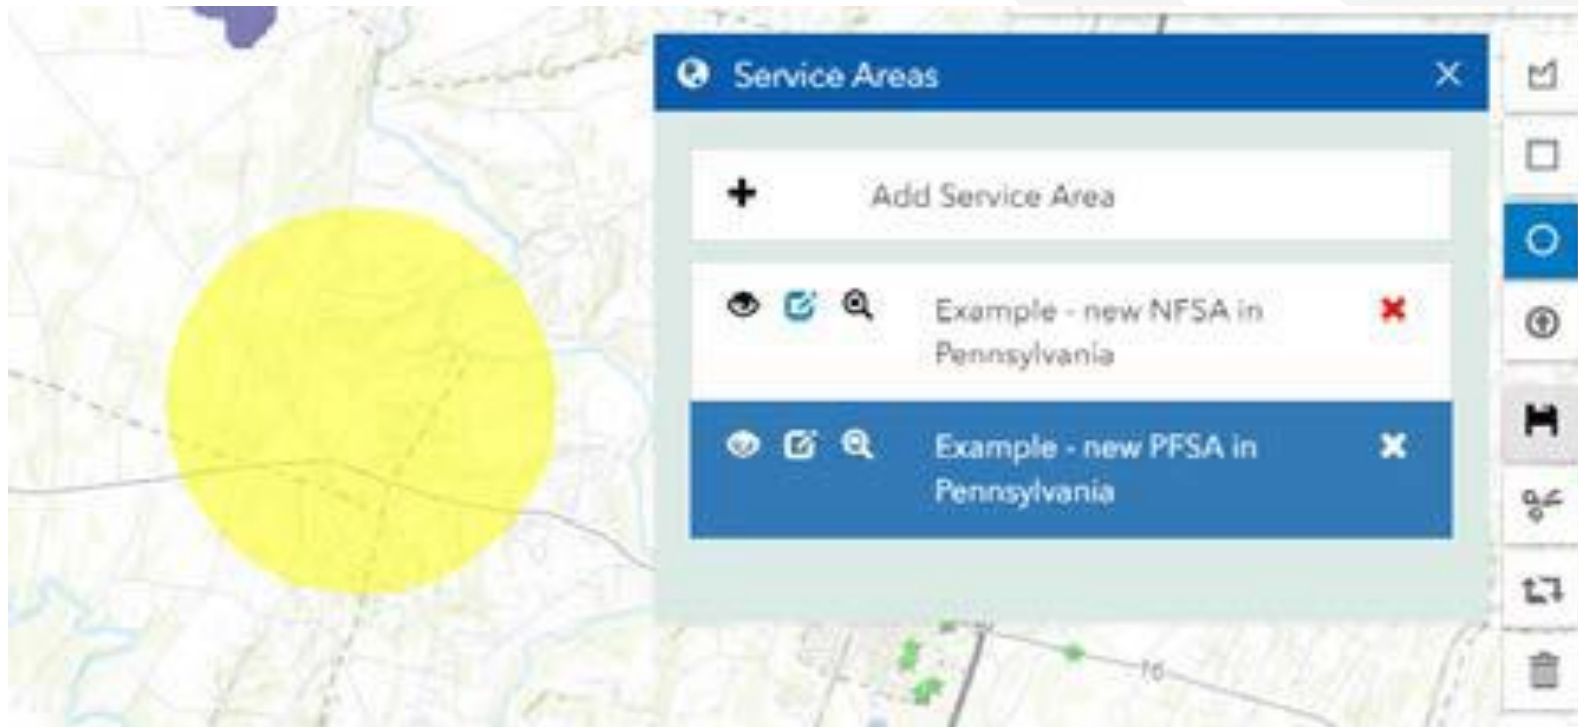 Service Areas
Add Service Area
Example - new NFSA in
Pennsylvania
Example - new PFSA in
Pennsylvania